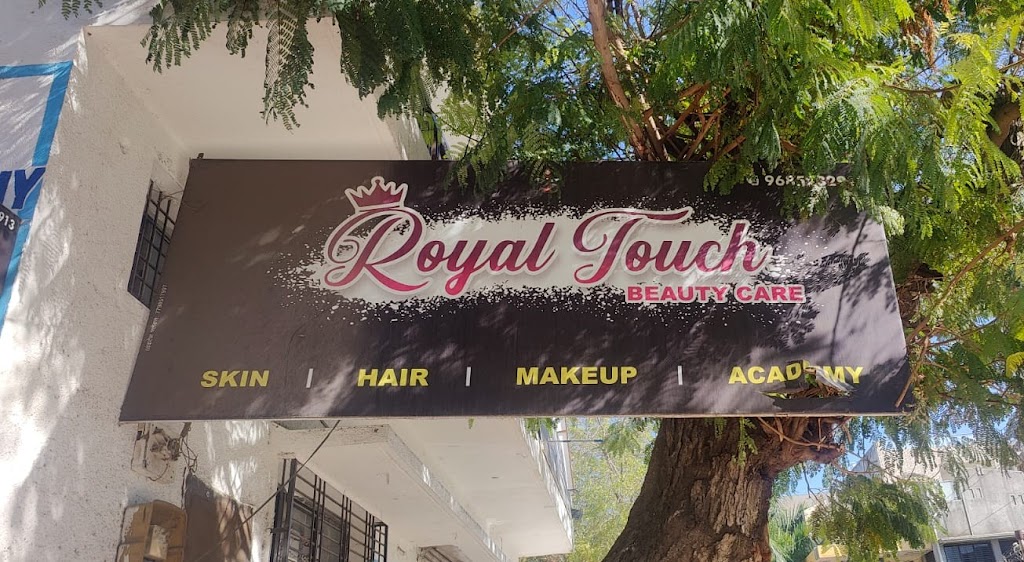 Royal Touch
BEAUTY CARE
SKIN | HAIR | MAKEUP | ACADEMY